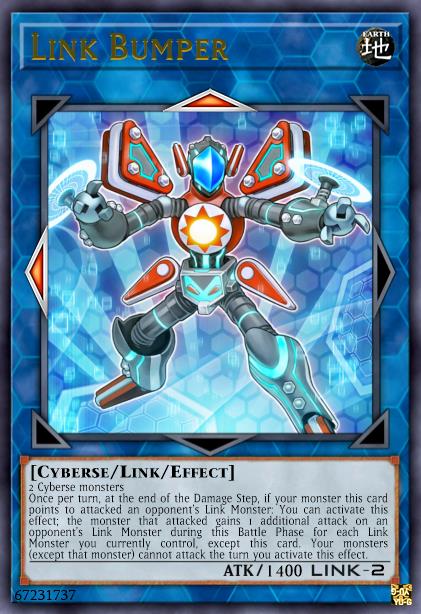 LINK BUMPER
EARTH
地
[CYBERSE/LINK/EFFECT]
2 Cyberse monsters
Once per turn, at the end of the Damage Step, if your monster this card
points to attacked an opponent's Link Monster: You can activate this
effect; the monster that attacked gains 1 additional attack on an
opponent's Link Monster during this Battle Phase for each Link
Monster you currently control, except this card. Your monsters
(except that monster) cannot attack the turn you activate this effect.
ATK/1400 LINK-2
67231737